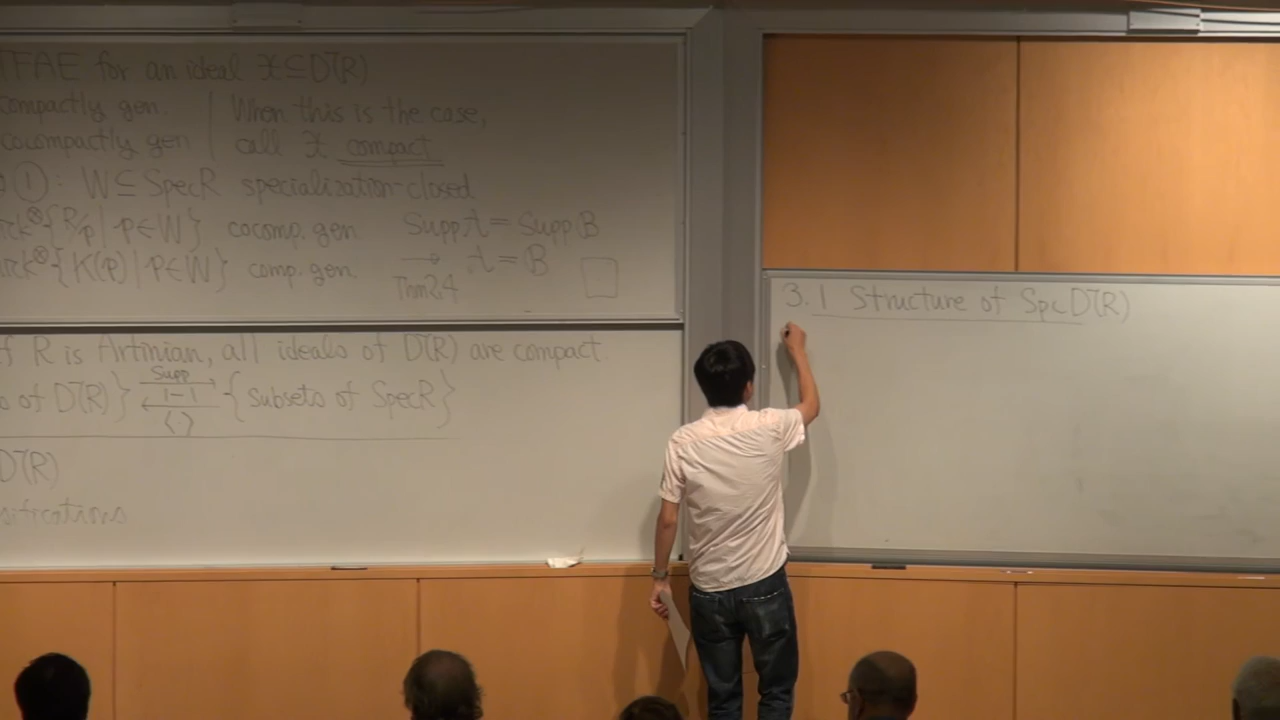 TFAE for an ideal X ⊆ D⁻(R)
compactly gen.
cocompactly gen
When this is the case,
call X compact
①: W ⊆ Spec R specialization-closed
{R/p | p∈W} cocomp. gen
{K(p) | p∈W} comp. gen.
Supp A = Supp B
→ A = B □
Thm 2.4
R is Artinian, all ideals of D⁻(R) are compact.
of D⁻(R)} Supp ⇄ 1-1 ⟨ ⟩ {subsets of Spec R}
D⁻(R)
3.1 Structure of Spc D⁻(R)